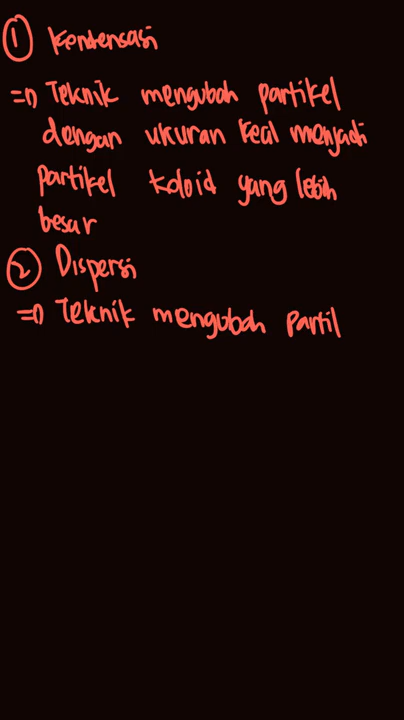 ① Kondensasi
=> Teknik mengubah partikel
dengan ukuran kecil menjadi
partikel koloid yang lebih
besar
② Dispersi
=> Teknik mengubah Partil